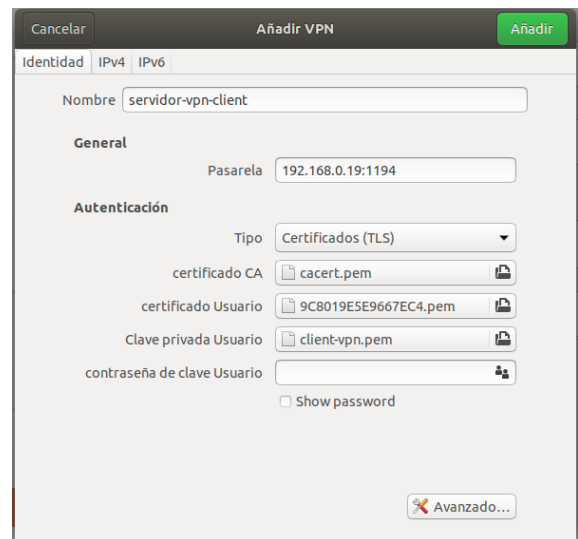 Cancelar Añadir VPN Añadir
Identidad IPv4 IPv6
Nombre servidor-vpn-client
General
Pasarela 192.168.0.19:1194
Autenticación
Tipo Certificados (TLS)
certificado CA cacert.pem
certificado Usuario 9C8019E5E9667EC4.pem
Clave privada Usuario client-vpn.pem
contraseña de clave Usuario
Show password
Avanzado...